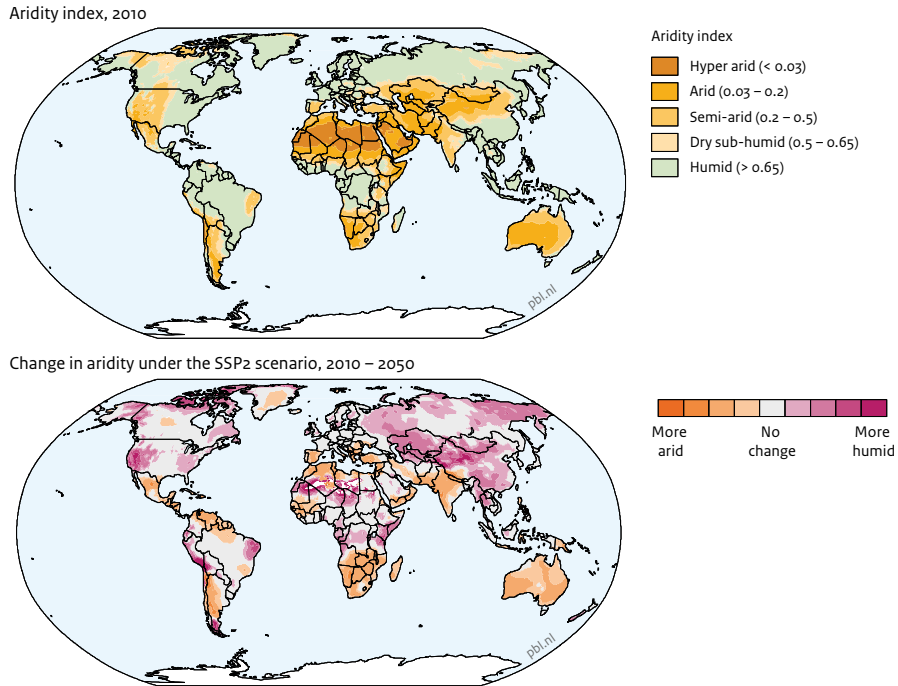 Aridity index, 2010
Aridity index
Hyper arid (< 0.03)
Arid (0.03 – 0.2)
Semi-arid (0.2 – 0.5)
Dry sub-humid (0.5 – 0.65)
Humid (> 0.65)
pbl.nl
Change in aridity under the SSP2 scenario, 2010 – 2050
More arid
No change
More humid
pbl.nl